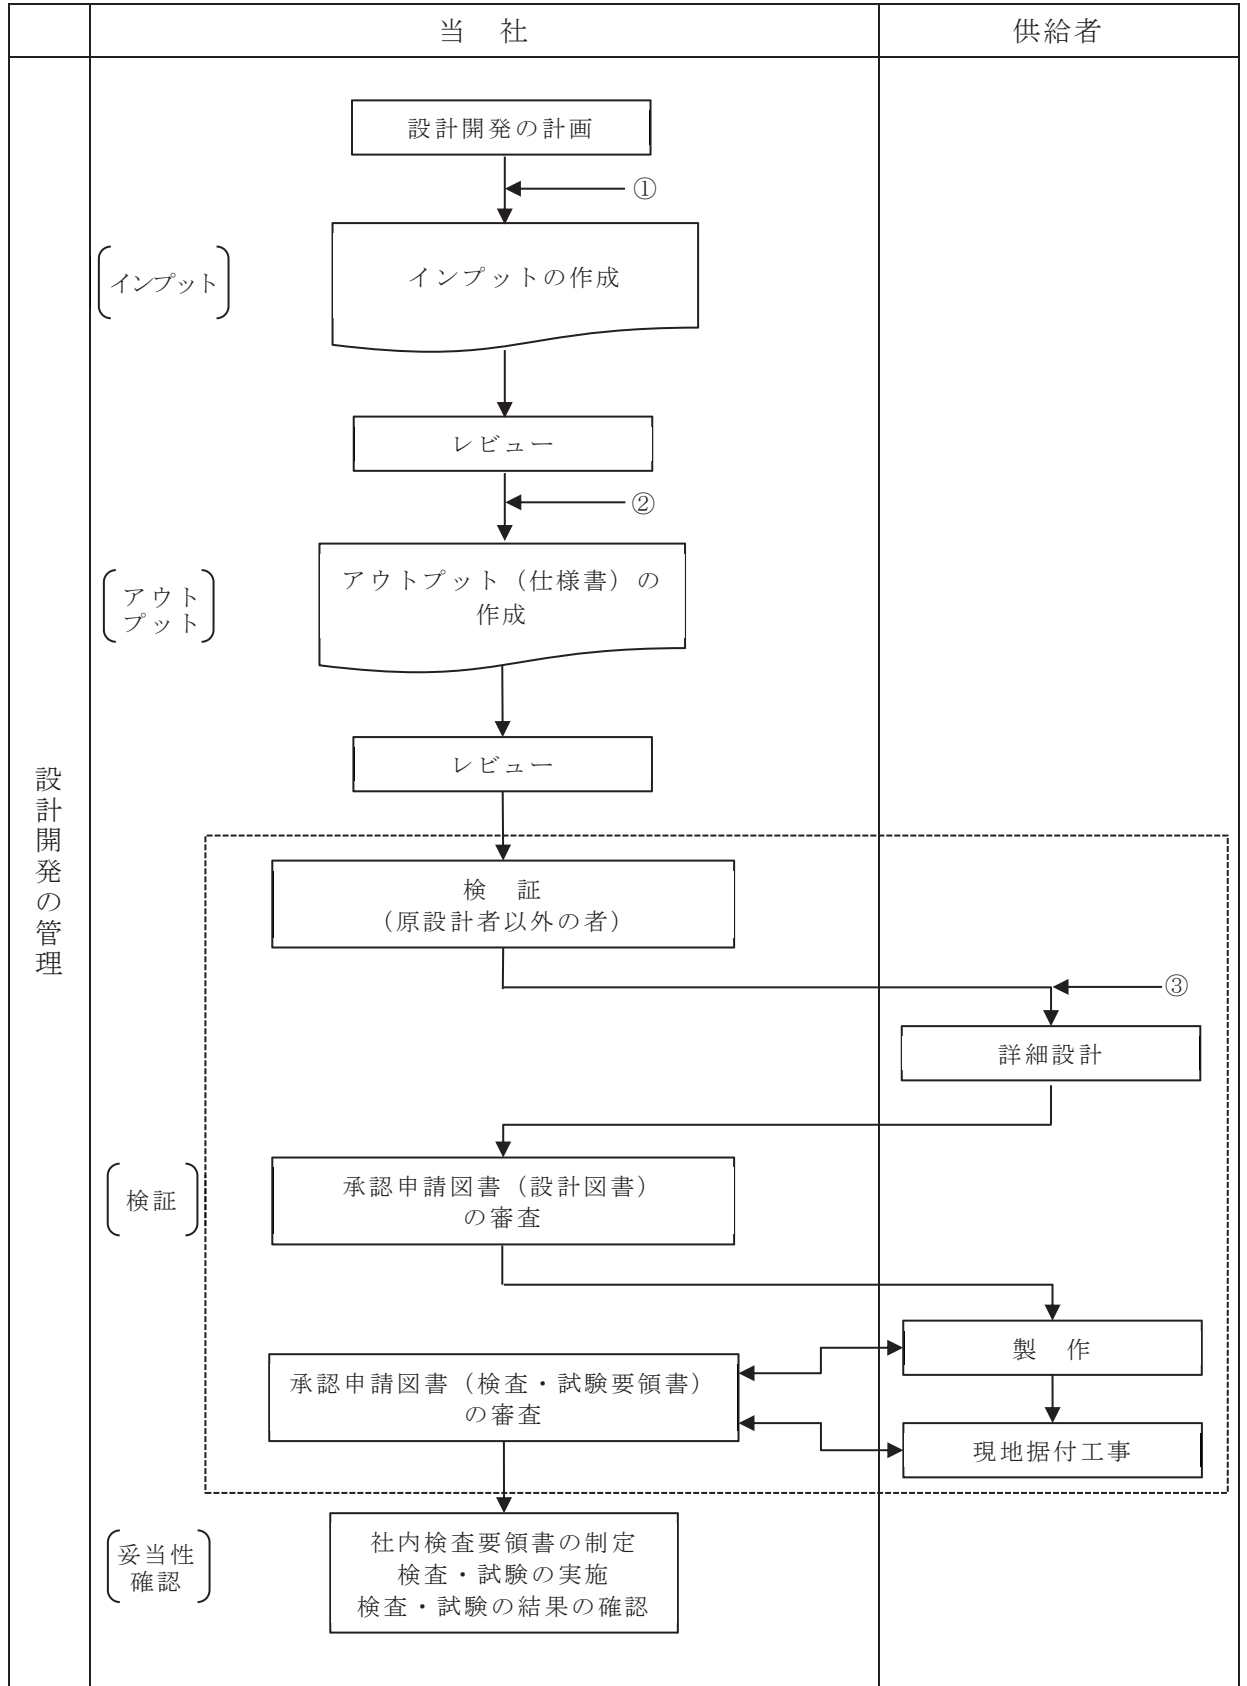 当　社
供給者
設計開発の管理
設計開発の計画
①
インプット
インプットの作成
レビュー
②
アウト
プット
アウトプット（仕様書）の
作成
レビュー
検　証
（原設計者以外の者）
③
詳細設計
検証
承認申請図書（設計図書）
の審査
製　作
承認申請図書（検査・試験要領書）
の審査
現地据付工事
妥当性
確認
社内検査要領書の制定
検査・試験の実施
検査・試験の結果の確認